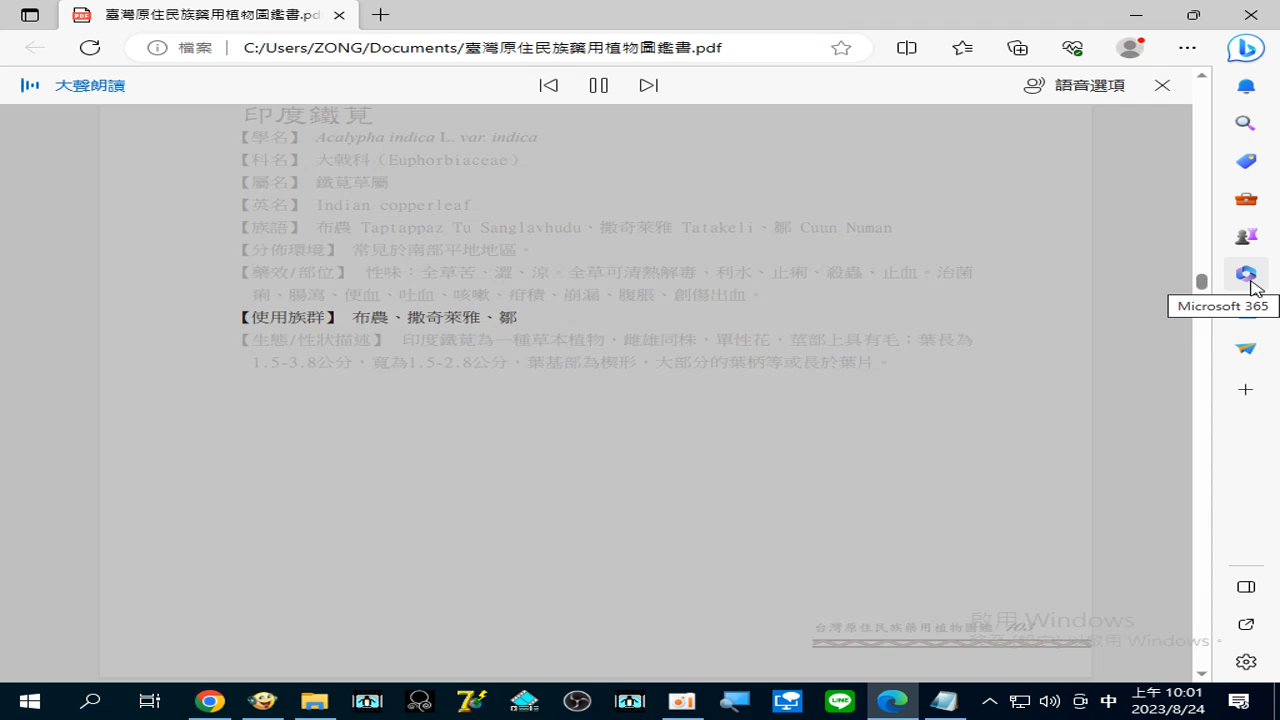 臺灣原住民族藥用植物圖鑑書.pd
檔案
C:/Users/ZONG/Documents/臺灣原住民族藥用植物圖鑑書.pdf
大聲朗讀
語音選項
印度鐵莧
【學名】 Acalypha indica L. var. indica
【科名】 大戟科（Euphorbiaceae）
【屬名】 鐵莧草屬
【英名】 Indian copperleaf
【族語】 布農 Taptappaz Tu Sanglavhudu、撒奇萊雅 Tatakeli、鄒 Cuun Numan
【分佈環境】 常見於南部平地地區。
【藥效/部位】 性味：全草苦、澀、涼。全草可清熱解毒、利水、止痢、殺蟲、止血。治菌
痢、腸瀉、便血、吐血、咳嗽、疳積、崩漏、腹脹、創傷出血。
【使用族群】 布農、撒奇萊雅、鄒
【生態/性狀描述】 印度鐵莧為一種草本植物，雌雄同株，單性花，莖部上具有毛；葉長為
1.5-3.8公分，寬為1.5-2.8公分，葉基部為楔形，大部分的葉柄等或長於葉片。
Microsoft 365
台灣原住民族藥用植物圖鑑
啟用 Windows
啟用 Windows。
中
上午 10:01
2023/8/24